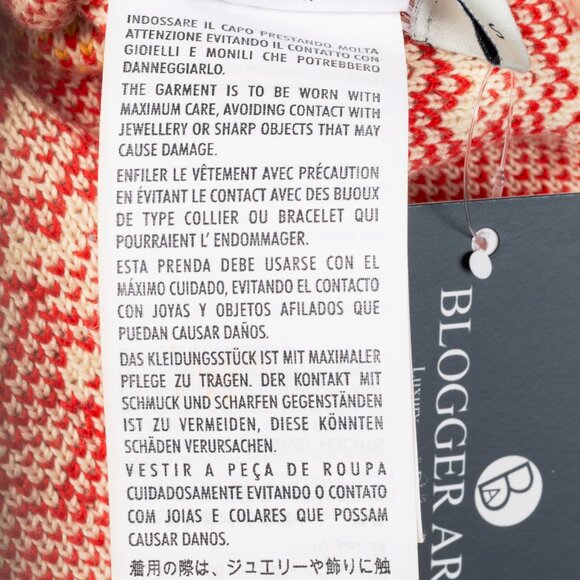 INDOSSARE IL CAPO PRESTANDO MOLTA
ATTENZIONE EVITANDO IL CONTATTO CON
GIOIELLI E MONILI CHE POTREBBERO
DANNEGGIARLO.
THE GARMENT IS TO BE WORN WITH
MAXIMUM CARE, AVOIDING CONTACT WITH
JEWELLERY OR SHARP OBJECTS THAT MAY
CAUSE DAMAGE.
ENFILER LE VÊTEMENT AVEC PRÉCAUTION
EN ÉVITANT LE CONTACT AVEC DES BIJOUX
DE TYPE COLLIER OU BRACELET QUI
POURRAIENT L' ENDOMMAGER.
ESTA PRENDA DEBE USARSE CON EL
MÁXIMO CUIDADO, EVITANDO EL CONTACTO
CON JOYAS Y OBJETOS AFILADOS QUE
PUEDAN CAUSAR DAÑOS.
DAS KLEIDUNGSSTÜCK IST MIT MAXIMALER
PFLEGE ZU TRAGEN. DER KONTAKT MIT
SCHMUCK UND SCHARFEN GEGENSTÄNDEN
IST ZU VERMEIDEN, DIESE KÖNNTEN
SCHÄDEN VERURSACHEN.
VESTIR A PEÇA DE ROUPA
CUIDADOSAMENTE EVITANDO O CONTATO
COM JOIAS E COLARES QUE POSSAM
CAUSAR DANOS.
着用の際は、ジュエリーや飾りに触
S
BLOGGER AR
BA